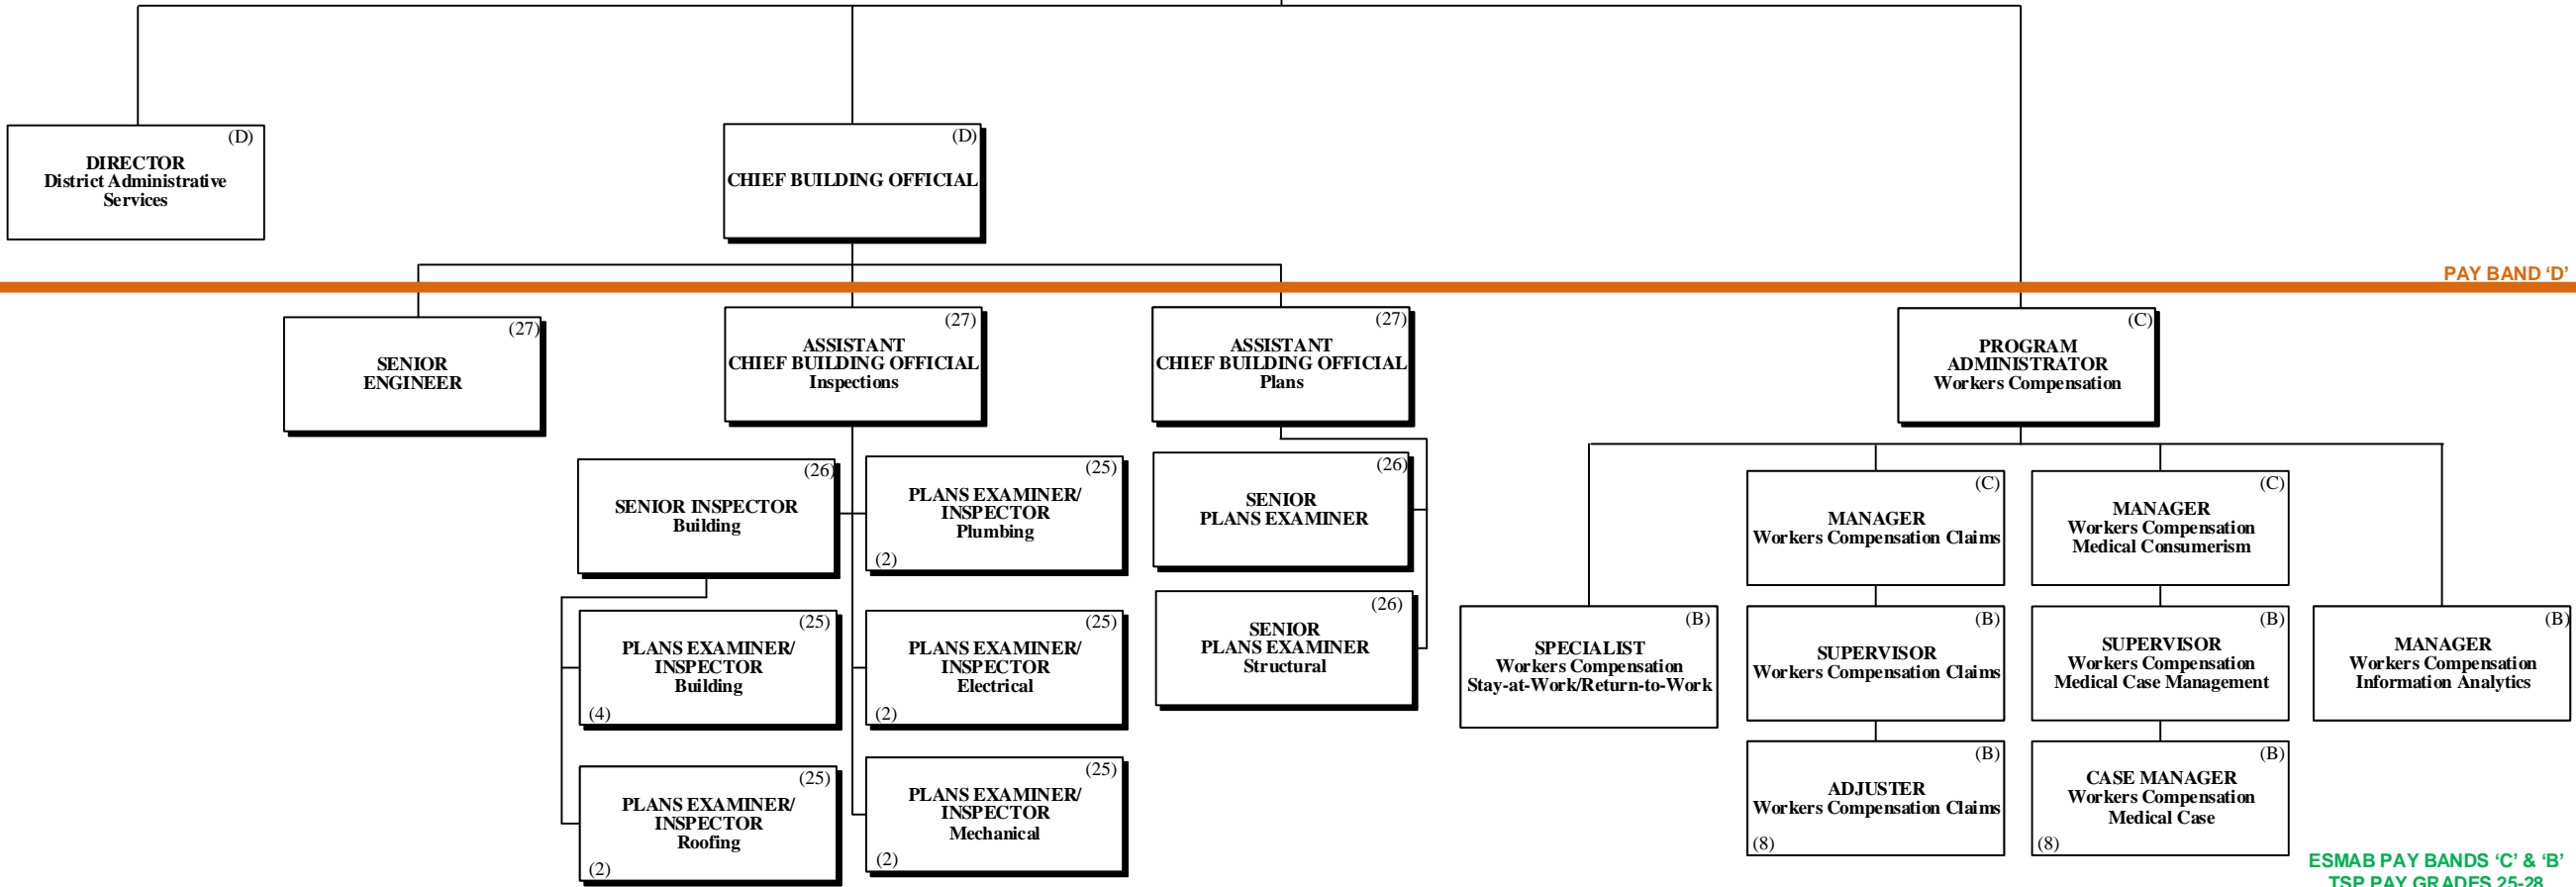 (D)
DIRECTOR
District Administrative
Services
(D)
CHIEF BUILDING OFFICIAL
PAY BAND ‘D’
(27)
SENIOR
ENGINEER
(27)
ASSISTANT
CHIEF BUILDING OFFICIAL
Inspections
(27)
ASSISTANT
CHIEF BUILDING OFFICIAL
Plans
(C)
PROGRAM
ADMINISTRATOR
Workers Compensation
(26)
SENIOR INSPECTOR
Building
(25)
PLANS EXAMINER/
INSPECTOR
Plumbing
(2)
(26)
SENIOR
PLANS EXAMINER
(C)
MANAGER
Workers Compensation Claims
(C)
MANAGER
Workers Compensation
Medical Consumerism
(25)
PLANS EXAMINER/
INSPECTOR
Building
(4)
(25)
PLANS EXAMINER/
INSPECTOR
Electrical
(2)
(26)
SENIOR
PLANS EXAMINER
Structural
(B)
SPECIALIST
Workers Compensation
Stay-at-Work/Return-to-Work
(B)
SUPERVISOR
Workers Compensation Claims
(B)
SUPERVISOR
Workers Compensation
Medical Case Management
(B)
MANAGER
Workers Compensation
Information Analytics
(25)
PLANS EXAMINER/
INSPECTOR
Roofing
(2)
(25)
PLANS EXAMINER/
INSPECTOR
Mechanical
(2)
(B)
ADJUSTER
Workers Compensation Claims
(8)
(B)
CASE MANAGER
Workers Compensation
Medical Case
(8)
ESMAB PAY BANDS ‘C’ & ‘B’
TSP PAY GRADES 25-28